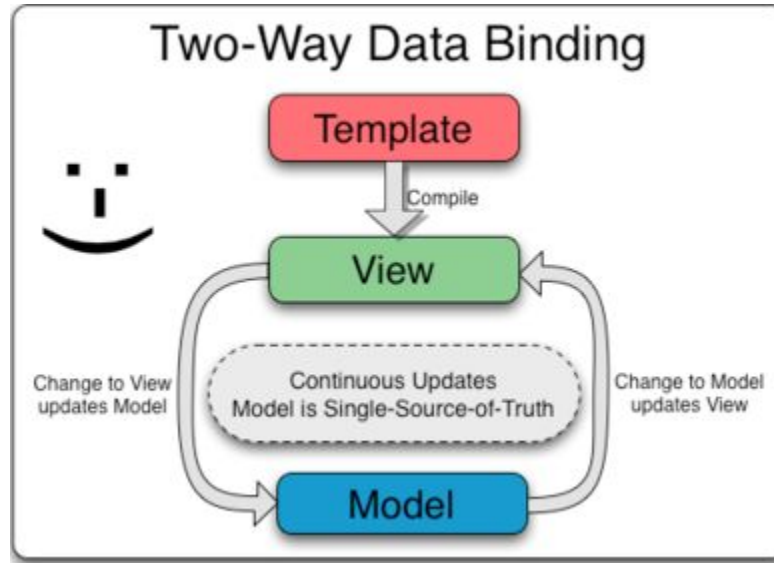 Two-Way Data Binding
Template
Compile
View
Change to View
updates Model
Continuous Updates
Model is Single-Source-of-Truth
Change to Model
updates View
Model